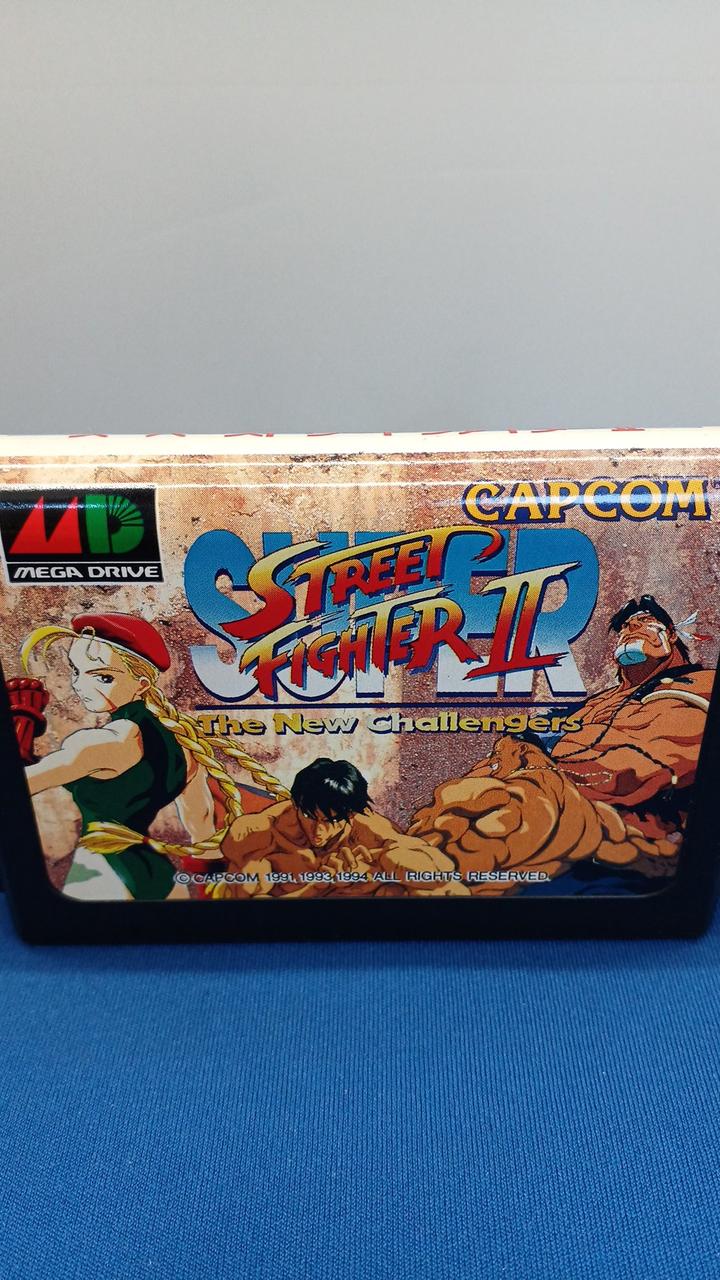 CAPCOM
MD
MEGA DRIVE
SUPER
STREET
FIGHTER II
The New Challengers
© CAPCOM 1991, 1993, 1994 ALL RIGHTS RESERVED.